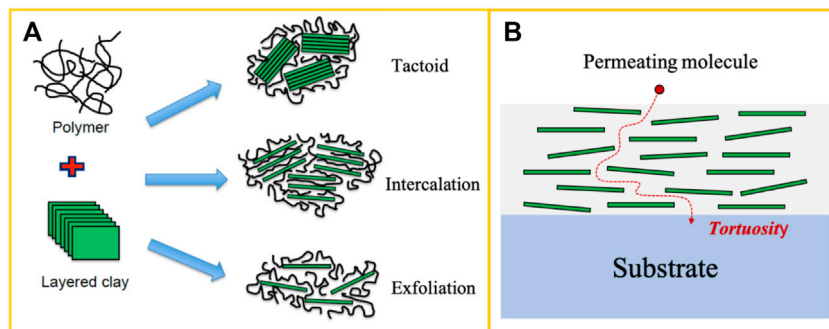 A
Polymer
Layered clay
Tactoid
Intercalation
Exfoliation
B
Permeating molecule
Tortuosity
Substrate